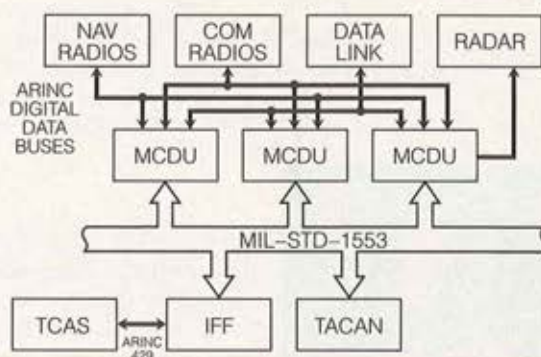 NAV
RADIOS
COM
RADIOS
DATA
LINK
RADAR
ARINC
DIGITAL
DATA
BUSES
MCDU
MCDU
MCDU
MIL-STD-1553
TCAS
ARINC
429
IFF
TACAN